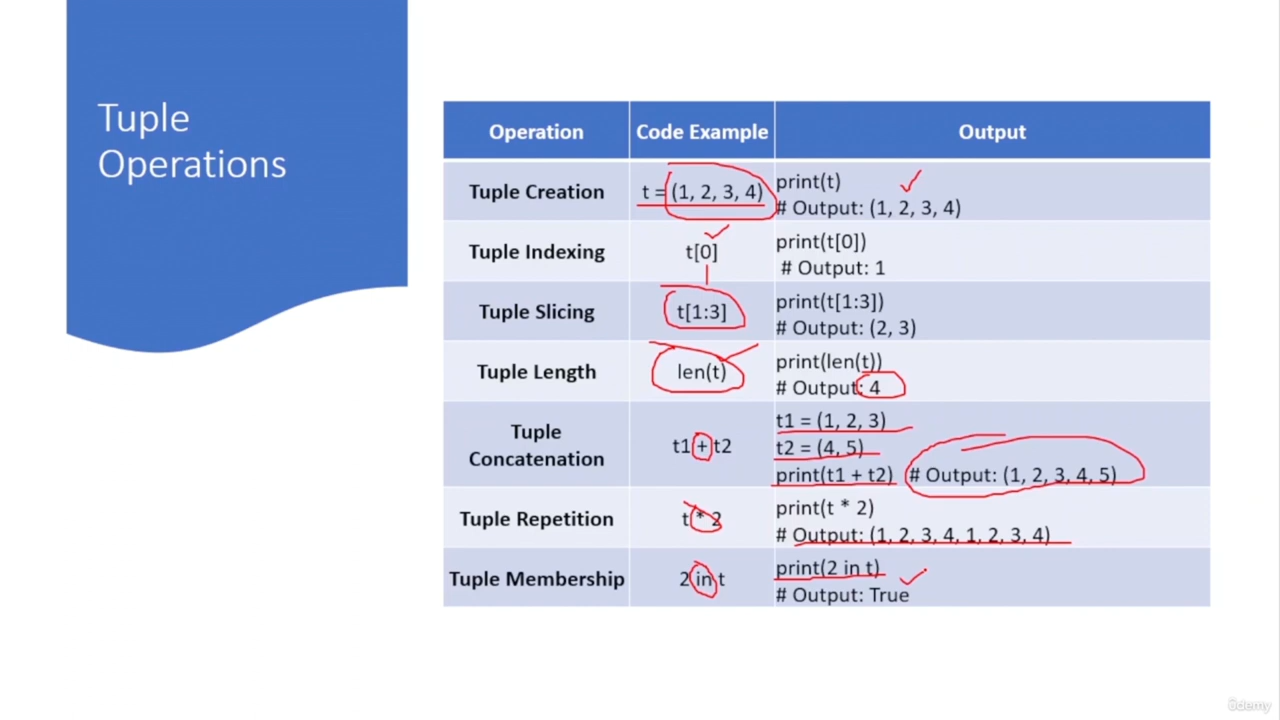 Tuple
Operations
Operation Code Example Output
Tuple Creation t = (1, 2, 3, 4) print(t)
# Output: (1, 2, 3, 4)
Tuple Indexing t[0] print(t[0])
# Output: 1
Tuple Slicing t[1:3] print(t[1:3])
# Output: (2, 3)
Tuple Length len(t) print(len(t))
# Output: 4
Tuple
Concatenation t1 + t2 t1 = (1, 2, 3)
t2 = (4, 5)
print(t1 + t2) # Output: (1, 2, 3, 4, 5)
Tuple Repetition t * 2 print(t * 2)
# Output: (1, 2, 3, 4, 1, 2, 3, 4)
Tuple Membership 2 in t print(2 in t)
# Output: True
ûdemy